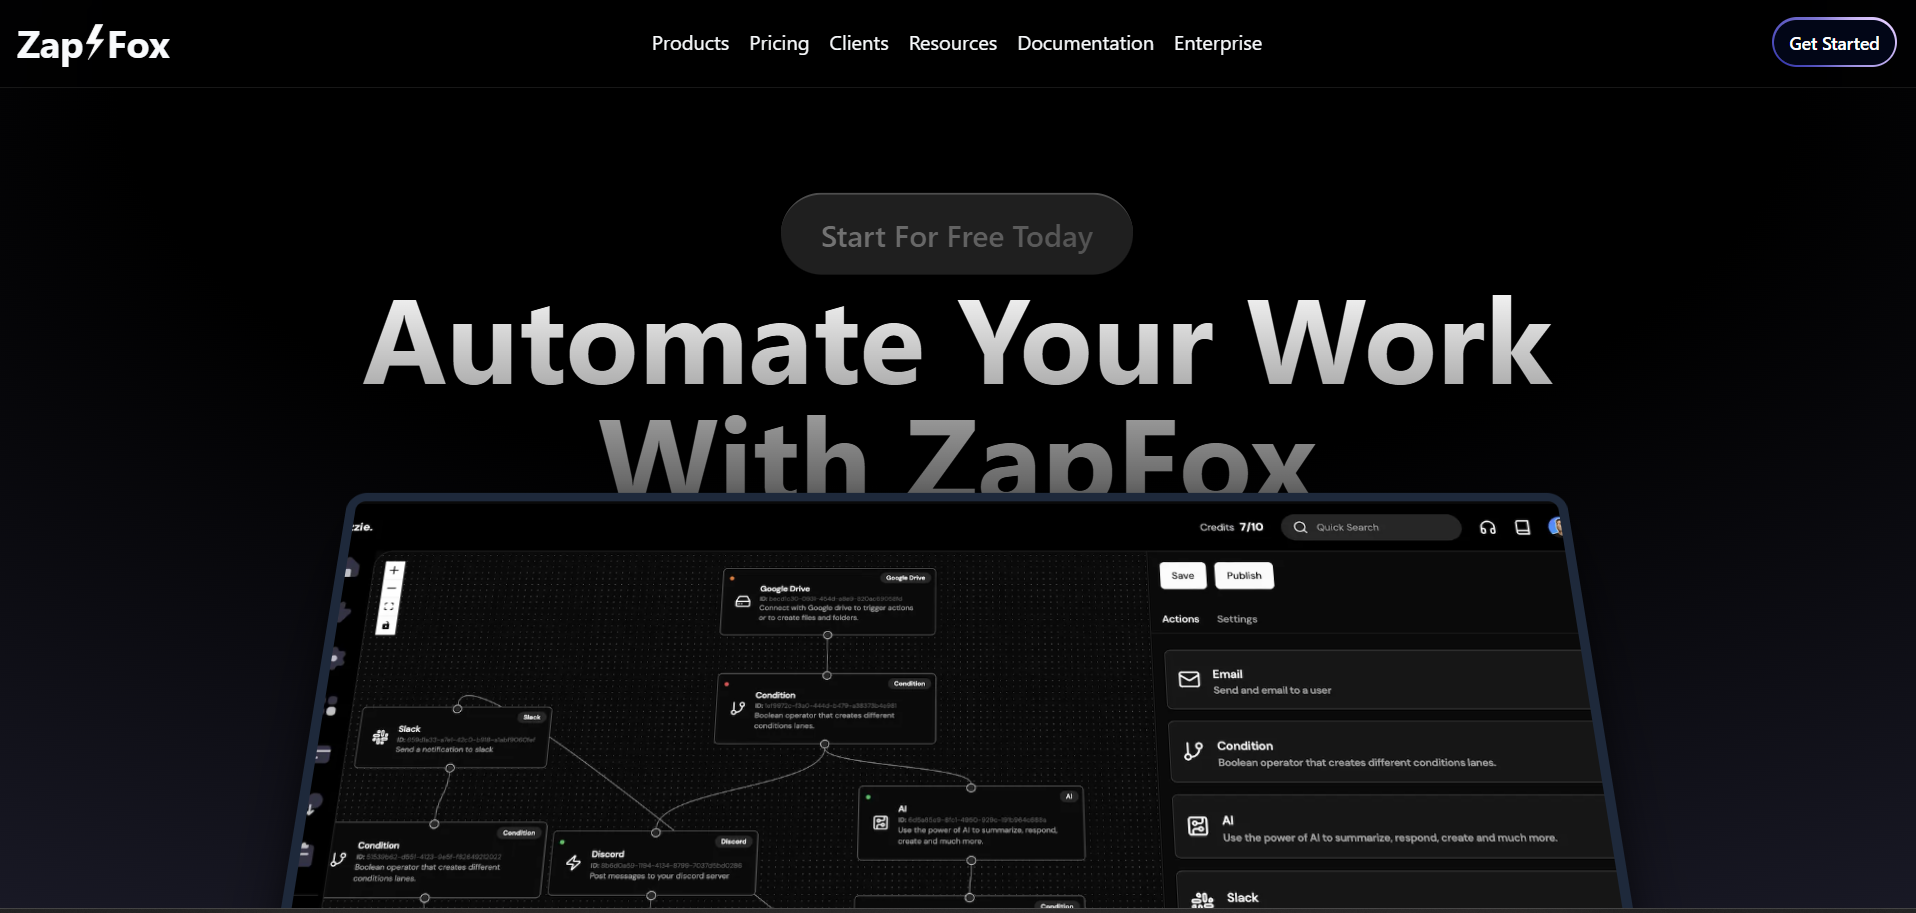 Zap Fox
Products Pricing Clients Resources Documentation Enterprise
Get Started
Start For Free Today
Automate Your Work
With ZapFox
zie.
Credits 7/10
Quick Search
Save
Publish
Actions
Settings
Google Drive
Google Drive
Connect with Google drive to trigger actions
or to create files and folders.
Condition
Condition
Boolean operator that creates different
conditions lanes.
Slack
Slack
Send a notification to slack
AI
AI
Use the power of AI to summarize, respond,
create and much more.
Condition
Condition
Boolean operator that creates different
conditions lanes.
Discord
Discord
Post messages to your discord server
Condition
Email
Send and email to a user
Condition
Boolean operator that creates different conditions lanes.
AI
Use the power of AI to summarize, respond, create and much more.
Slack